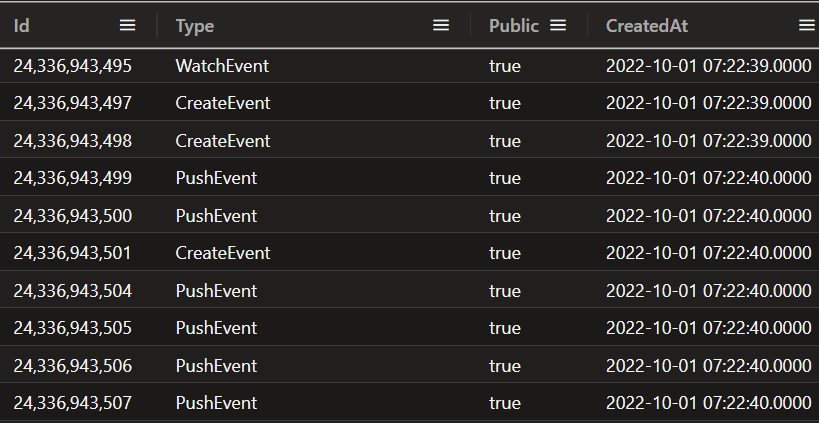 Id Type Public CreatedAt
24,336,943,495 WatchEvent true 2022-10-01 07:22:39.0000
24,336,943,497 CreateEvent true 2022-10-01 07:22:39.0000
24,336,943,498 CreateEvent true 2022-10-01 07:22:39.0000
24,336,943,499 PushEvent true 2022-10-01 07:22:40.0000
24,336,943,500 PushEvent true 2022-10-01 07:22:40.0000
24,336,943,501 CreateEvent true 2022-10-01 07:22:40.0000
24,336,943,504 PushEvent true 2022-10-01 07:22:40.0000
24,336,943,505 PushEvent true 2022-10-01 07:22:40.0000
24,336,943,506 PushEvent true 2022-10-01 07:22:40.0000
24,336,943,507 PushEvent true 2022-10-01 07:22:40.0000